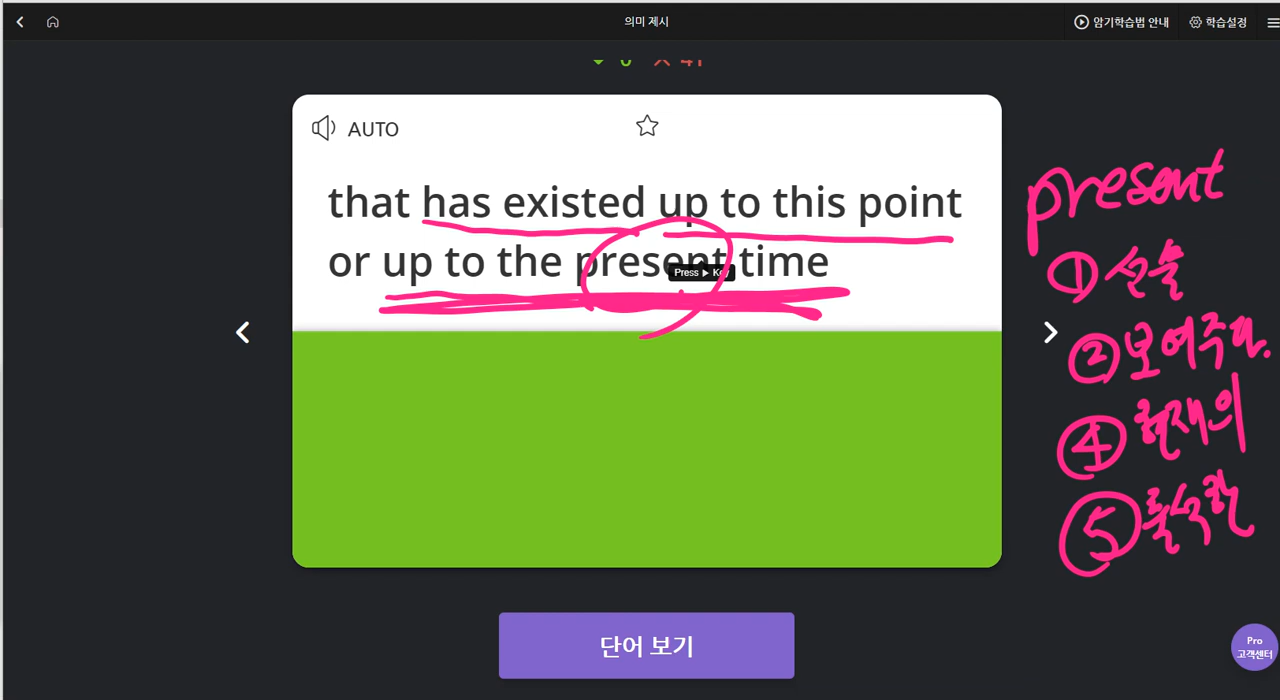 의미 제시
암기학습법 안내
학습설정
AUTO
that has existed up to this point
or up to the present time
Press ▶ Key
present
① 선물
② 보여주다.
④ 현재의
⑤ 출석한
단어 보기
Pro
고객센터